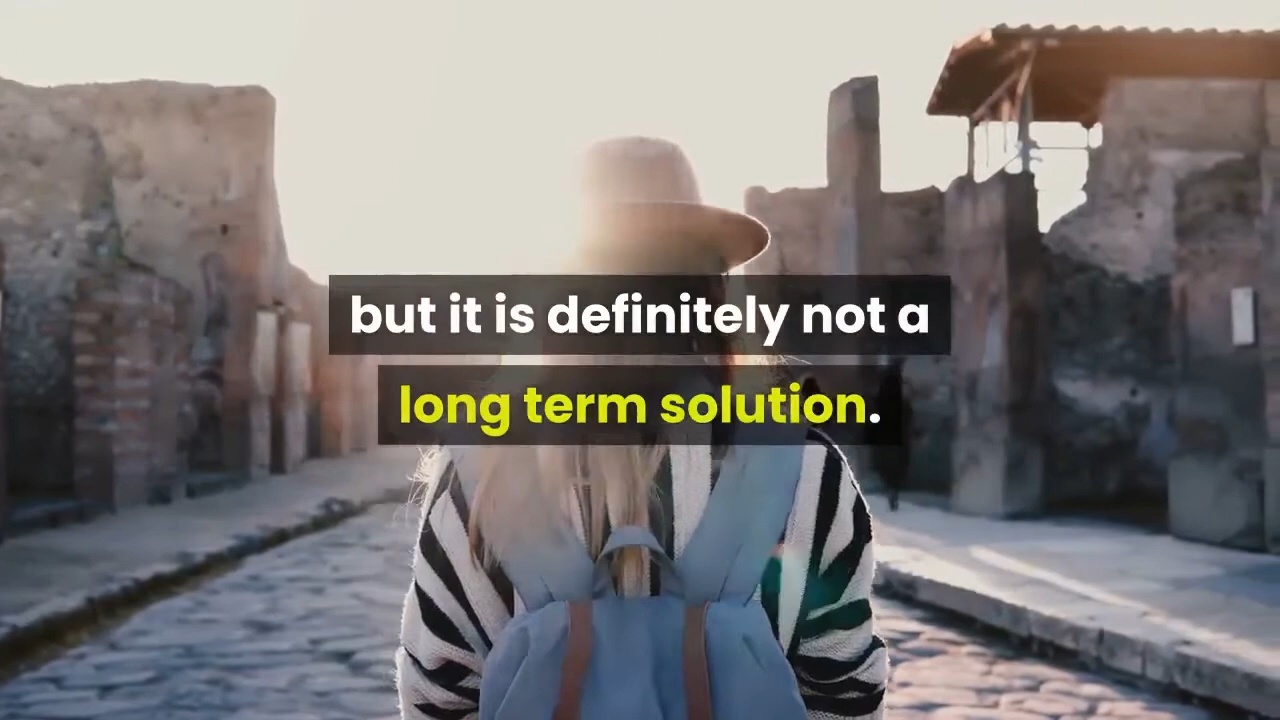 but it is definitely not a
long term solution.